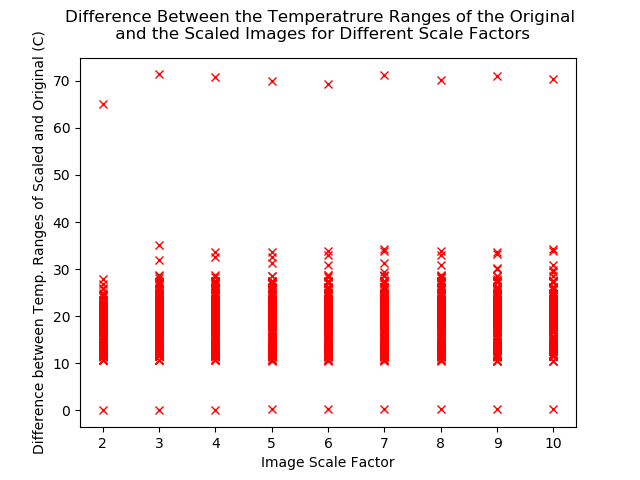 Difference Between the Temperatrure Ranges of the Original
and the Scaled Images for Different Scale Factors
Difference between Temp. Ranges of Scaled and Original (C)
70
60
50
40
30
20
10
0
2 3 4 5 6 7 8 9 10
Image Scale Factor